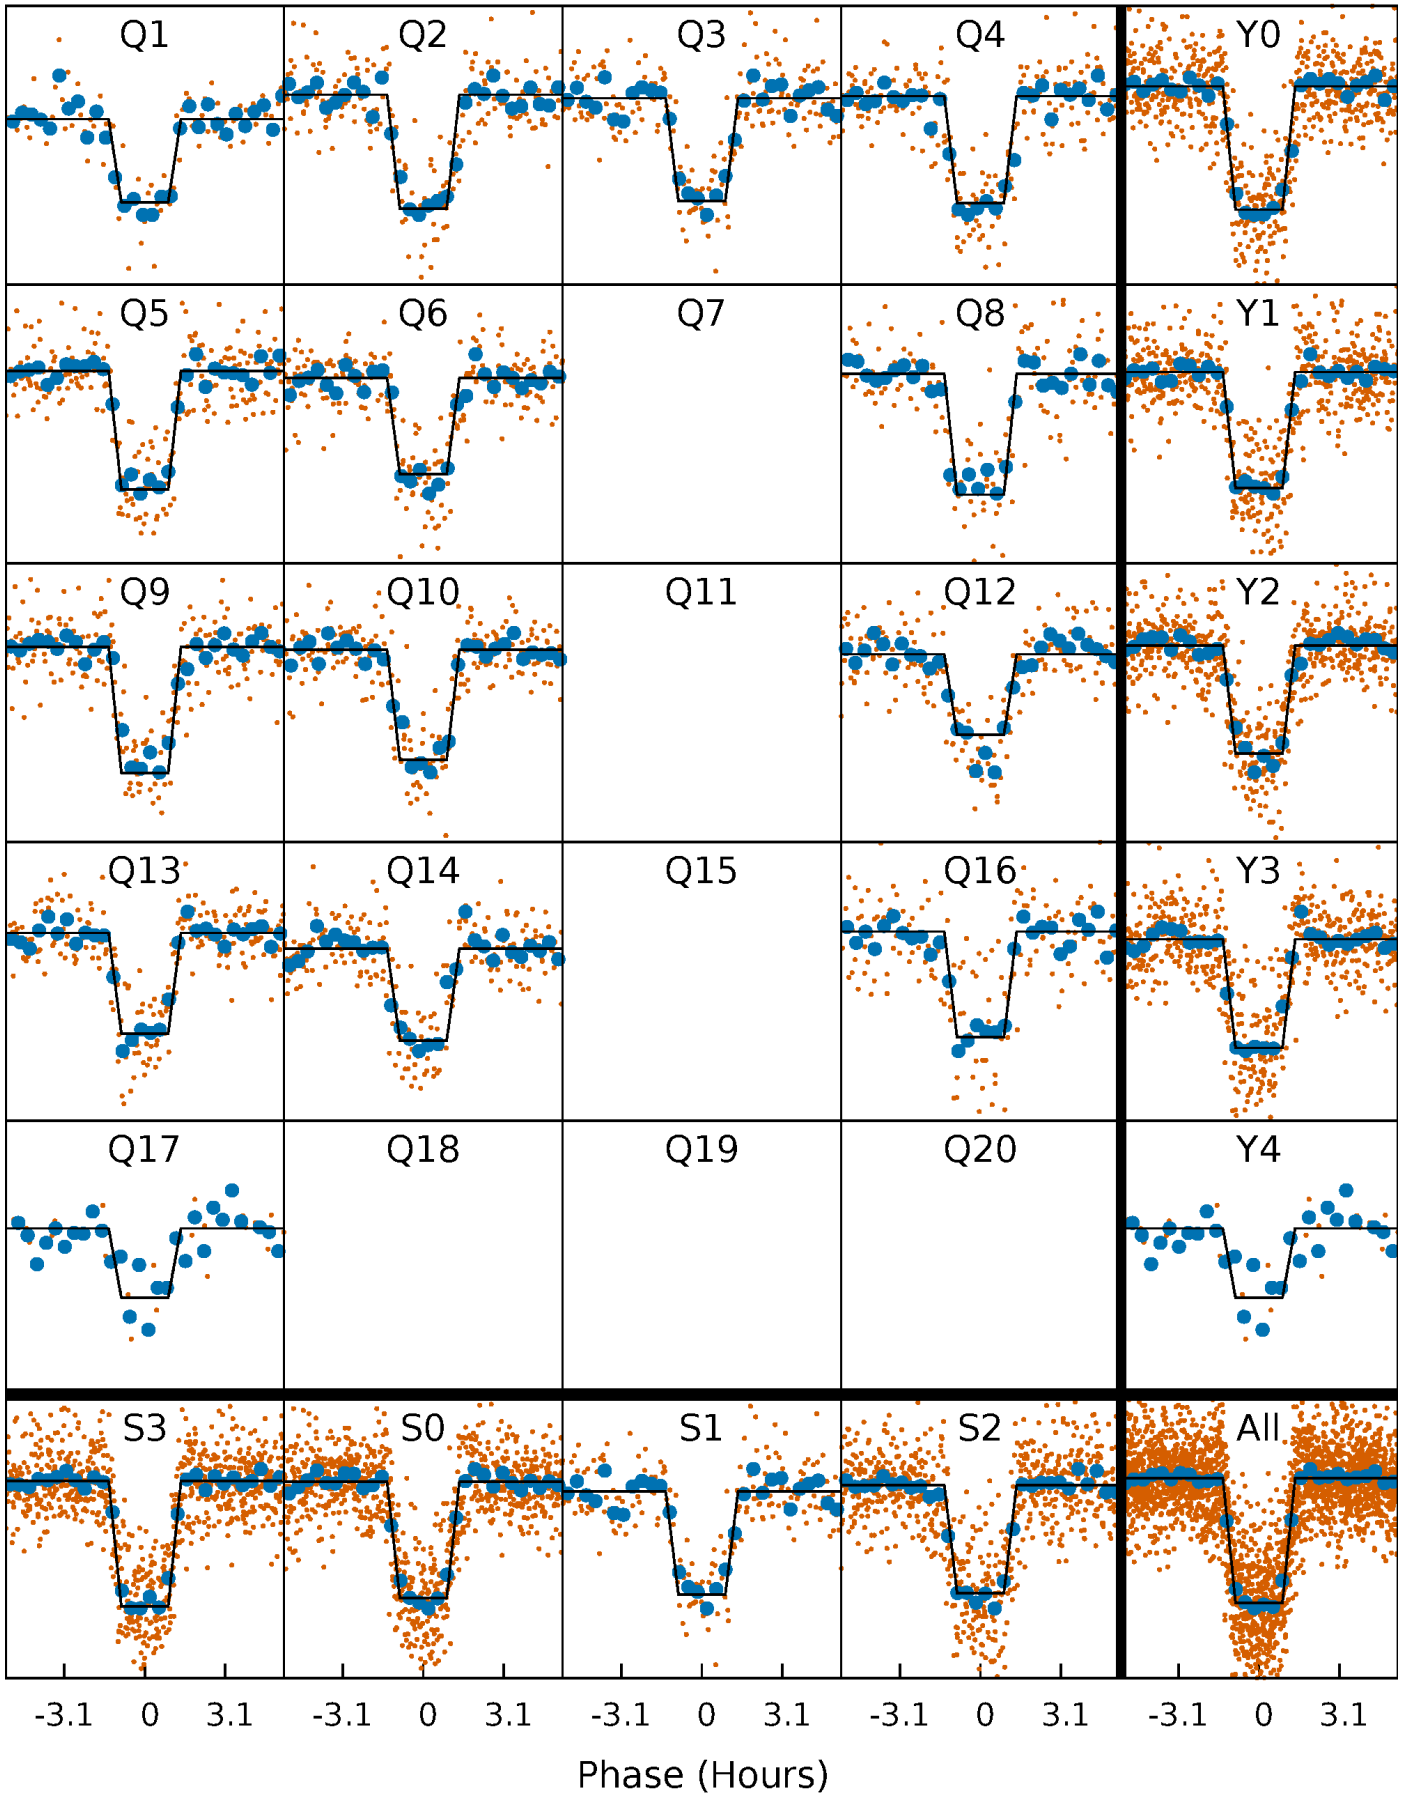 Q1 Q2 Q3 Q4 Y0
Q5 Q6 Q7 Q8 Y1
Q9 Q10 Q11 Q12 Y2
Q13 Q14 Q15 Q16 Y3
Q17 Q18 Q19 Q20 Y4
S3 S0 S1 S2 All
-3.1 0 3.1 -3.1 0 3.1 -3.1 0 3.1 -3.1 0 3.1 -3.1 0 3.1
Phase (Hours)